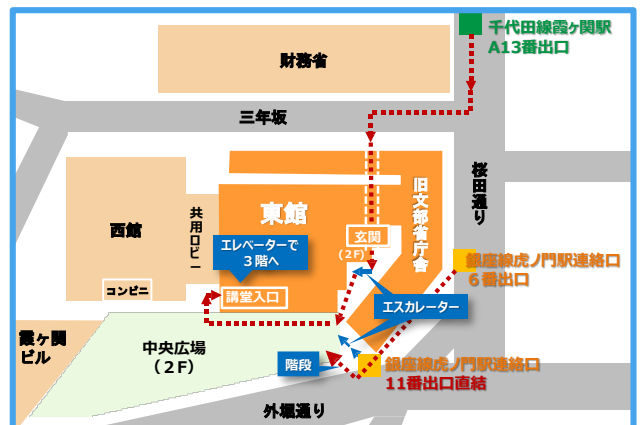 千代田線霞ヶ関駅
A13番出口
財務省
三年坂
桜田通り
旧文部省庁舎
東館
西館
共用ロビー
玄関
(2F)
エレベーターで
３階へ
銀座線虎ノ門駅連絡口
６番出口
コンビニ
講堂入口
エスカレーター
霞ヶ関
ビル
中央広場
（２F）
階段
銀座線虎ノ門駅連絡口
11番出口直結
外堀通り